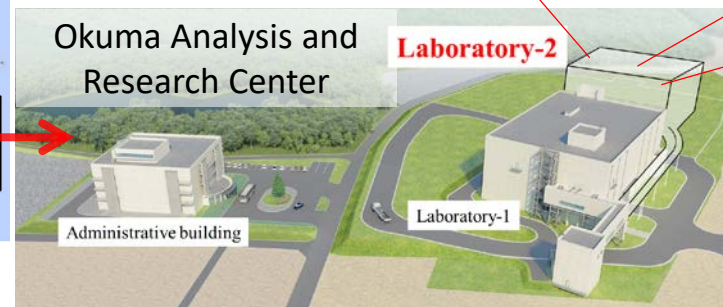 Okuma Analysis and
Research Center
Laboratory-2
Laboratory-1
Administrative building